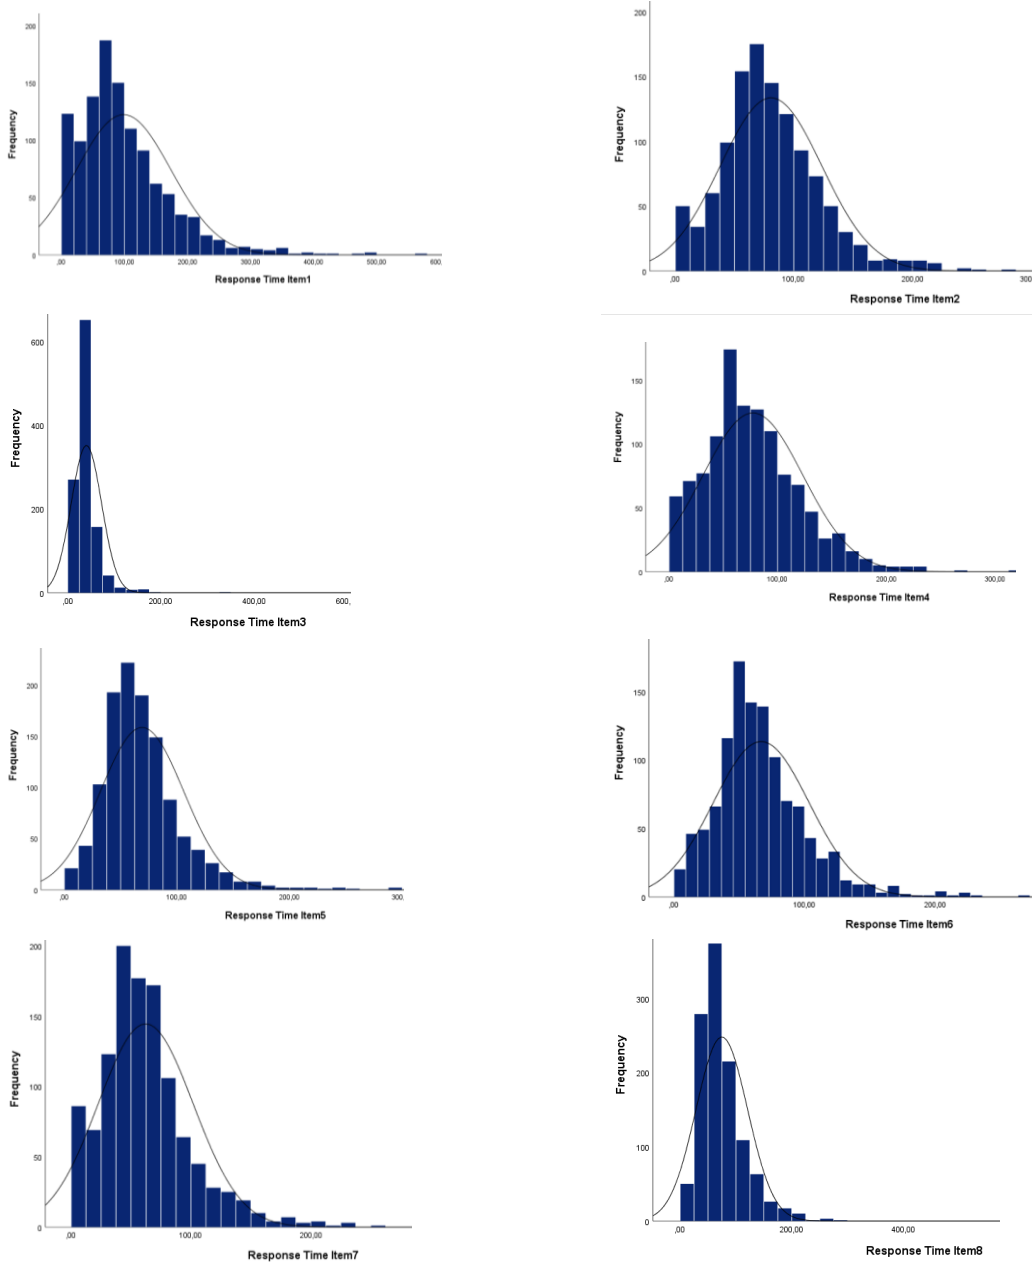 200
150
100
50
0
Frequency
,00 100,00 200,00 300,00 400,00 500,00 600,
Response Time Item1
200
150
100
50
0
Frequency
,00 100,00 200,00 300
Response Time Item2
600
400
200
0
Frequency
,00 200,00 400,00 600,
Response Time Item3
150
100
50
0
Frequency
,00 100,00 200,00 300,00
Response Time Item4
200
150
100
50
0
Frequency
,00 100,00 200,00 300,
Response Time Item5
150
100
50
0
Frequency
,00 100,00 200,00
Response Time Item6
200
150
100
50
0
Frequency
,00 100,00 200,00
Response Time Item7
300
200
100
0
Frequency
,00 200,00 400,00
Response Time Item8